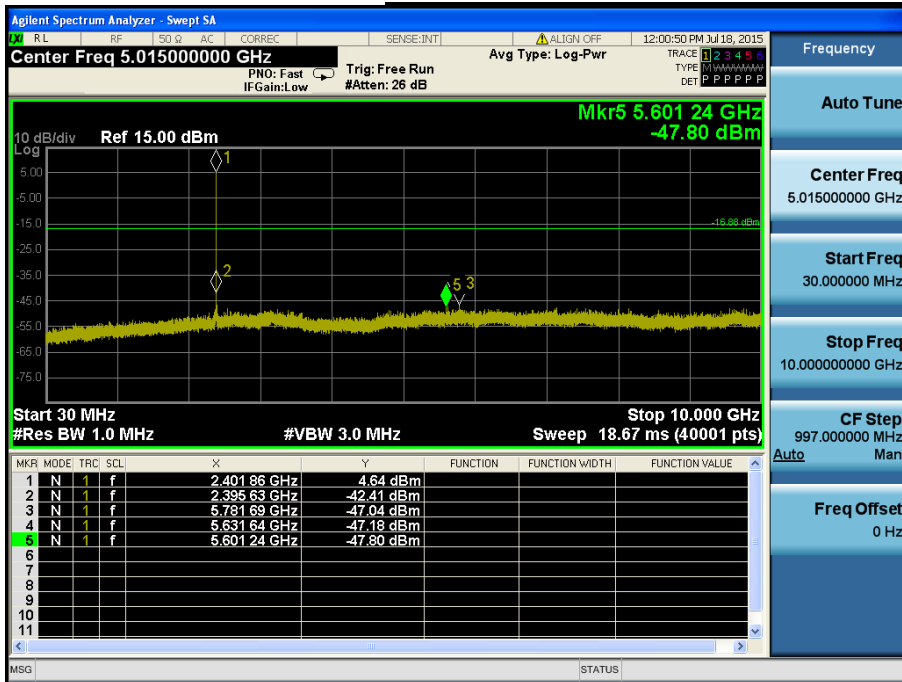 Agilent Spectrum Analyzer - Swept SA
LXI RL RF 50 Ω AC CORREC SENSE:INT ALIGN OFF 12:00:50 PM Jul 18, 2015
Center Freq 5.015000000 GHz
PNO: Fast
IFGain:Low
Trig: Free Run
#Atten: 26 dB
Avg Type: Log-Pwr
TRACE 1 2 3 4 5 6
TYPE M WWWWW
DET P P P P P P
Mkr5 5.601 24 GHz
-47.80 dBm
10 dB/div Ref 15.00 dBm
Log
5.00
-5.00
-15.0
-25.0
-35.0
-45.0
-55.0
-65.0
-75.0
-16.88 dBm
1
2
5 3
Start 30 MHz Stop 10.000 GHz
#Res BW 1.0 MHz #VBW 3.0 MHz Sweep 18.67 ms (40001 pts)
MKR MODE TRC SCL X Y FUNCTION FUNCTION WIDTH FUNCTION VALUE
1 N 1 f 2.401 86 GHz 4.64 dBm
2 N 1 f 2.395 63 GHz -42.41 dBm
3 N 1 f 5.781 69 GHz -47.04 dBm
4 N 1 f 5.631 64 GHz -47.18 dBm
5 N 1 f 5.601 24 GHz -47.80 dBm
6
7
8
9
10
11
MSG STATUS
Frequency
Auto Tune
Center Freq
5.015000000 GHz
Start Freq
30.000000 MHz
Stop Freq
10.000000000 GHz
CF Step
997.000000 MHz
Auto Man
Freq Offset
0 Hz